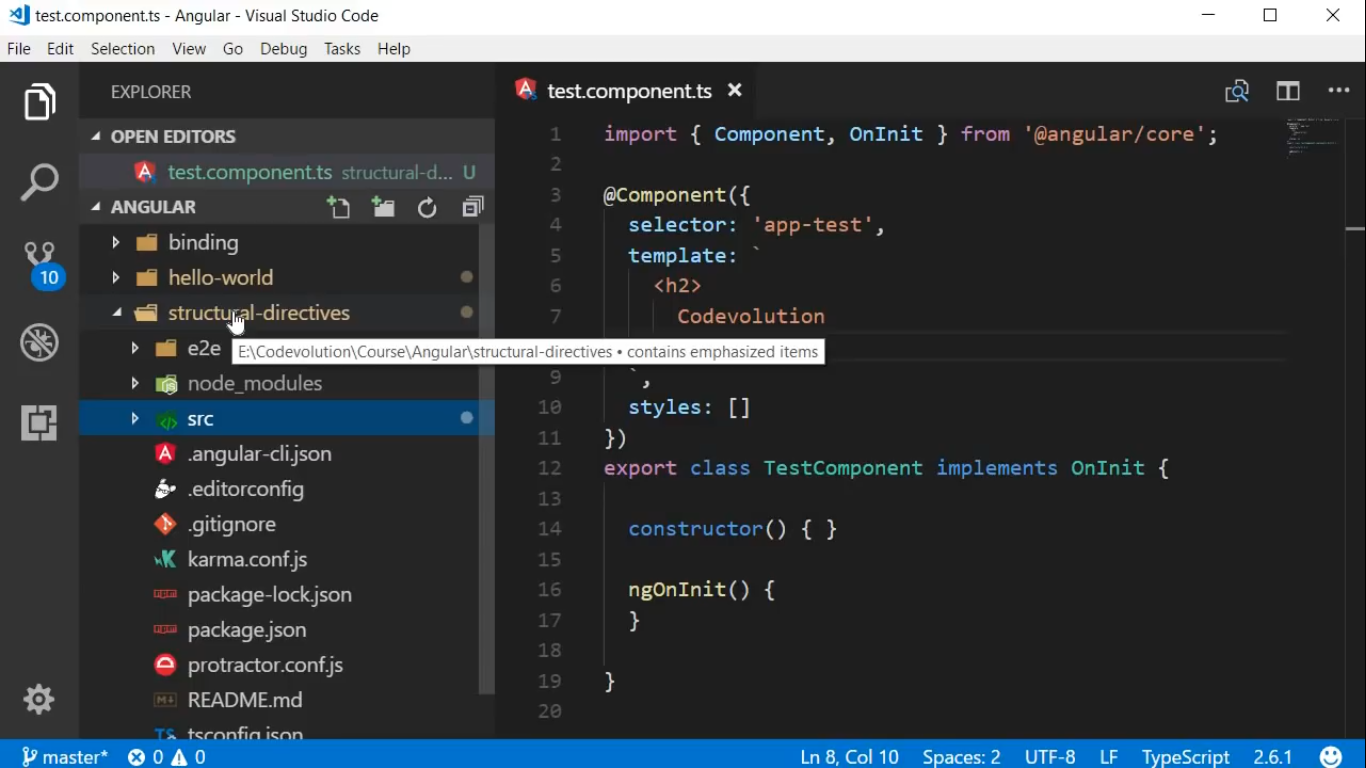 test.component.ts - Angular - Visual Studio Code
File Edit Selection View Go Debug Tasks Help
EXPLORER
OPEN EDITORS
test.component.ts structural-d... U
ANGULAR
binding
hello-world
structural-directives
e2e
E:\Codevolution\Course\Angular\structural-directives • contains emphasized items
node_modules
src
.angular-cli.json
.editorconfig
.gitignore
karma.conf.js
package-lock.json
package.json
protractor.conf.js
README.md
tsconfig.json
10
test.component.ts
1 import { Component, OnInit } from '@angular/core';
2
3 @Component({
4 selector: 'app-test',
5 template: `
6 <h2>
7 Codevolution
9 `,
10 styles: []
11 })
12 export class TestComponent implements OnInit {
13
14 constructor() { }
15
16 ngOnInit() {
17 }
18
19 }
20
master* 0 0 Ln 8, Col 10 Spaces: 2 UTF-8 LF TypeScript 2.6.1